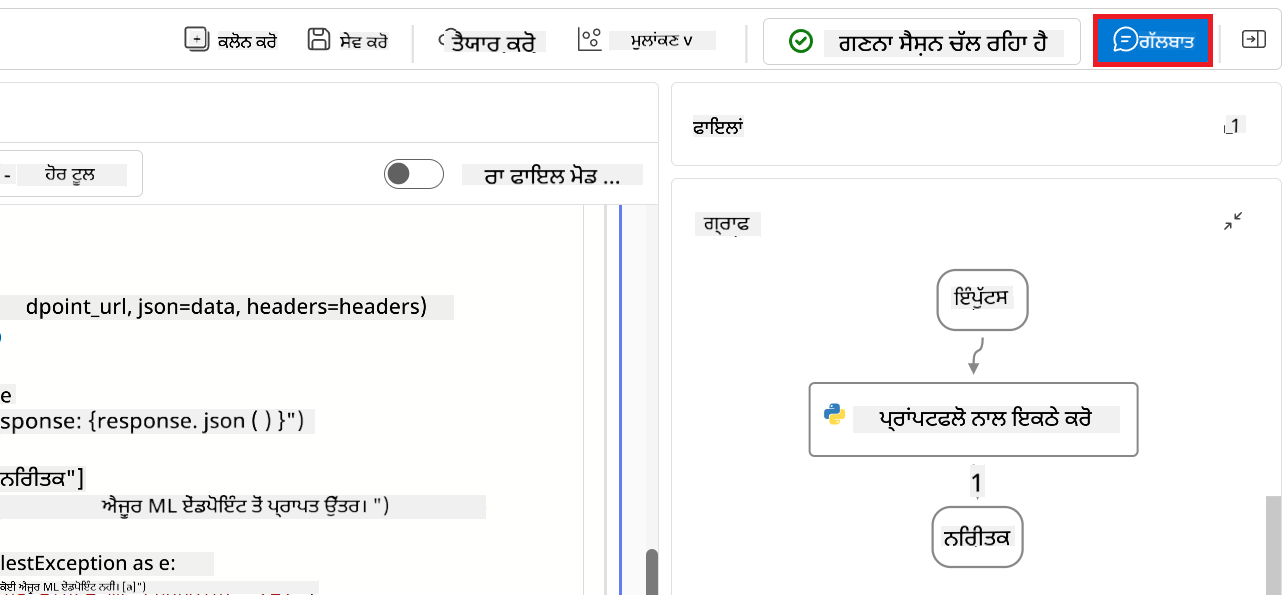 ਕਲੋਨ ਕਰੋ ਸੇਵ ਕਰੋ ਤੈਯਾਰ ਕਰੋ ਮੁਲਾਂਕਣ v ਗਣਨਾ ਸੈਸ਼ਨ ਚੱਲ ਰਹਿਾ ਹੈ ਗੱਲਬਾਤ
ਫਾਇਲਾਂ 1
- ਹੋਰ ਟੂਲ ਰਾ ਫਾਇਲ ਮੋਡ ...
ਗ੍ਰਾਫ
ਇੰਪੁੱਟਸ
dpoint_url, json=data, headers=headers)
e
sponse: {response. json ( ) }")
ਪ੍ਰਾਂਪਟਫਲੋ ਨਾਲ ਇਕਠੇ ਕਰੋ
ਨਰਿੀਤਕ"]
1
ਐਜੂਰ ML ਏਂਡਪੋਇੰਟ ਤੋਂ ਪ੍ਰਾਪਤ ਉੱਤਰ। ")
ਨਰਿੀਤਕ
lestException as e:
ਕੋਈ ਐਜੂਰ ML ਏਂਡਪੋਇੰਟ ਨਹੀਂ। [a]")